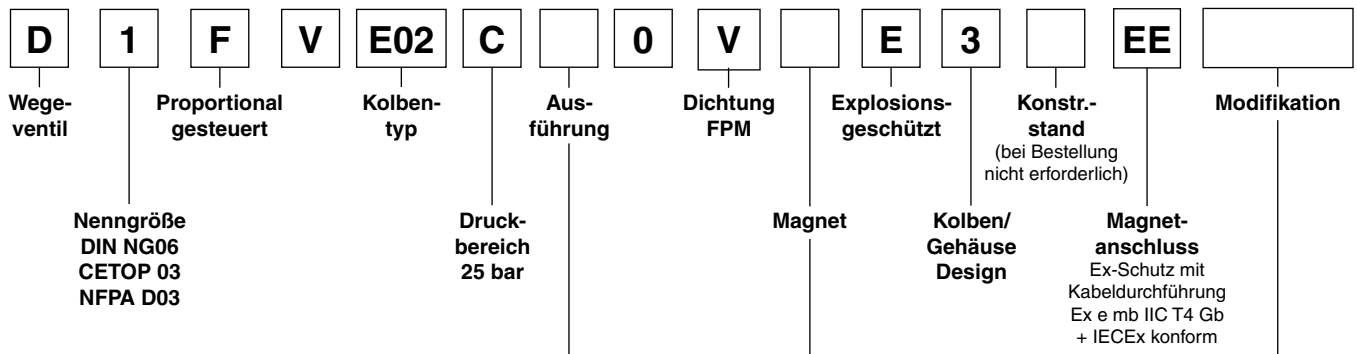 D 1 F V E02 C 0 V E 3 EE
Wege-
ventil
Proportional
gesteuert
Kolben-
typ
Aus-
führung
Dichtung
FPM
Explosions-
geschützt
Konstr.-
stand
(bei Bestellung
nicht erforderlich)
Modifikation
Nenngröße
DIN NG06
CETOP 03
NFPA D03
Druck-
bereich
25 bar
Magnet
Kolben/
Gehäuse
Design
Magnet-
anschluss
Ex-Schutz mit
Kabeldurchführung
Ex e mb IIC T4 Gb
+ IECEx konform